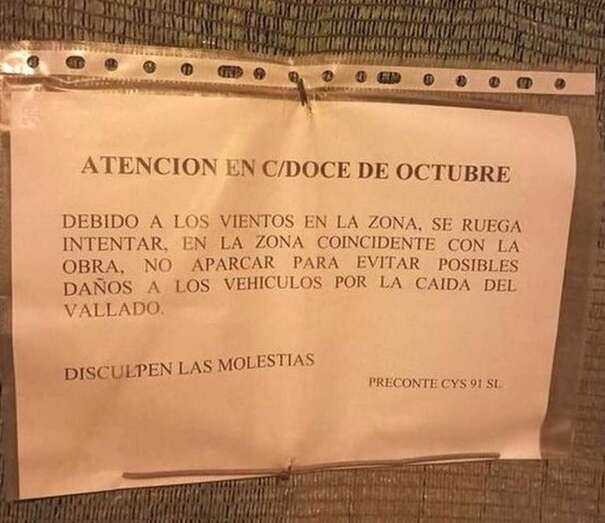 ATENCION EN C/DOCE DE OCTUBRE
DEBIDO A LOS VIENTOS EN LA ZONA, SE RUEGA
INTENTAR, EN LA ZONA COINCIDENTE CON LA
OBRA, NO APARCAR PARA EVITAR POSIBLES
DAÑOS A LOS VEHICULOS POR LA CAIDA DEL
VALLADO.
DISCULPEN LAS MOLESTIAS
PRECONTE CYS 91 SL